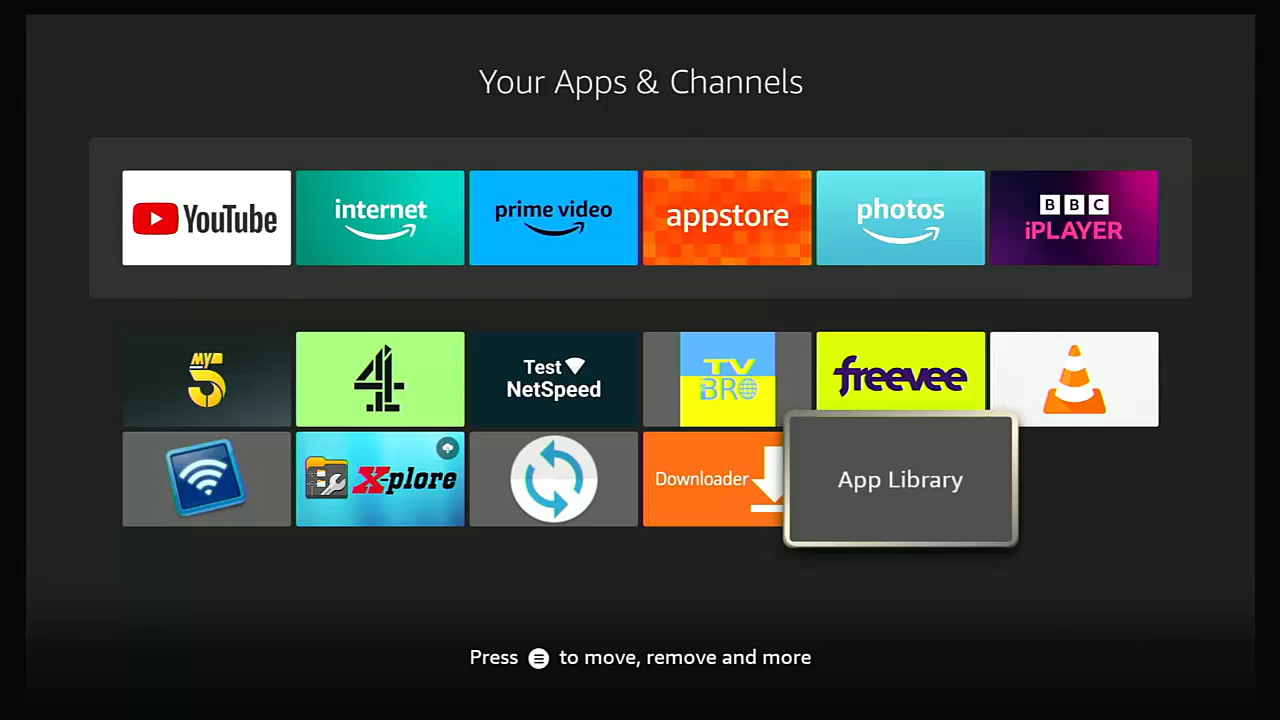 Your Apps & Channels
YouTube
internet
prime video
appstore
photos
BBC
iPLAYER
MY
5
4
Test
NetSpeed
TV
BRO
freevee
X-plore
Downloader
App Library
Press to move, remove and more